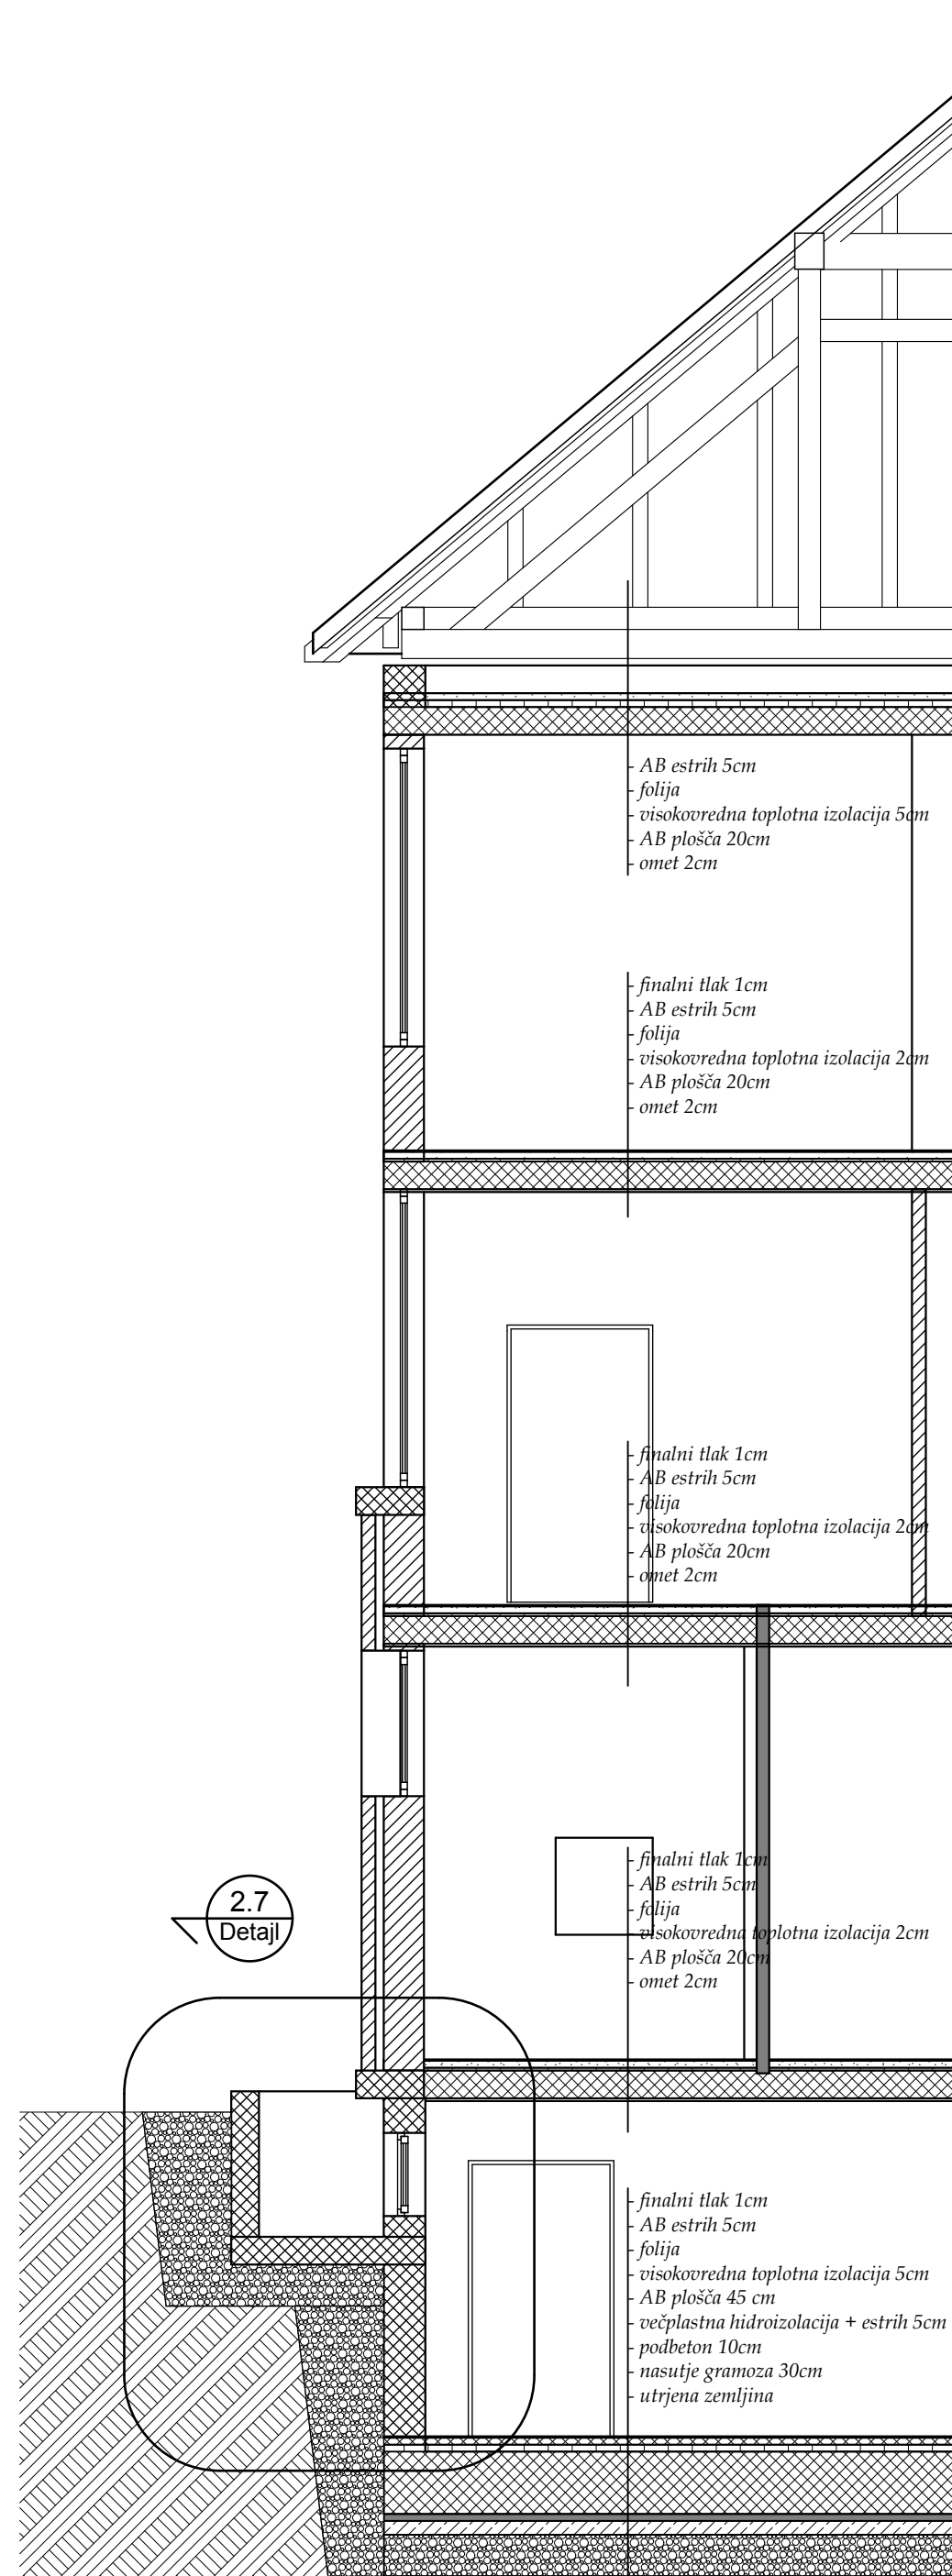 AB estrih 5cm
folija
visokovredna toplotna izolacija 5cm
AB plošča 20cm
omet 2cm
finalni tlak 1cm
AB estrih 5cm
folija
visokovredna toplotna izolacija 2cm
AB plošča 20cm
omet 2cm
finalni tlak 1cm
AB estrih 5cm
folija
visokovredna toplotna izolacija 2cm
AB plošča 20cm
omet 2cm
finalni tlak 1cm
AB estrih 5cm
folija
visokovredna toplotna izolacija 2cm
AB plošča 20cm
omet 2cm
2.7
Detajl
finalni tlak 1cm
AB estrih 5cm
folija
visokovredna toplotna izolacija 5cm
AB plošča 45 cm
večplastna hidroizolacija + estrih 5cm
podbeton 10cm
nasutje gramoza 30cm
utrjena zemljina